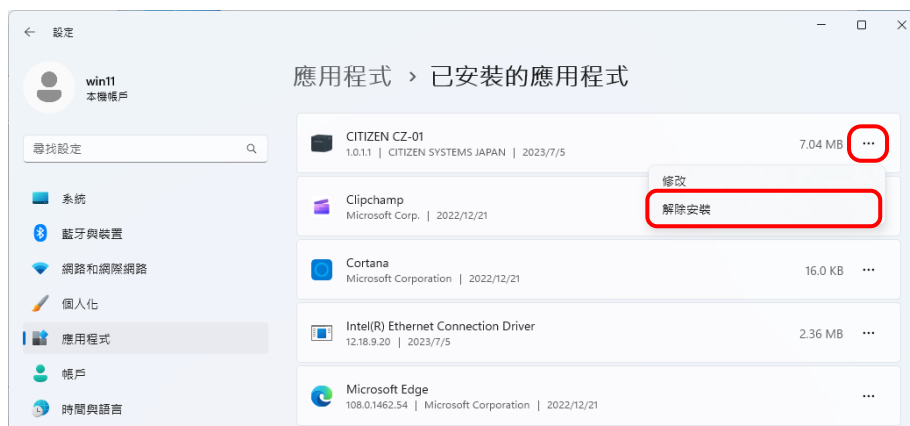 設定
win11
本機帳戶
尋找設定
系統
藍牙與裝置
網路和網際網路
個人化
應用程式
帳戶
時間與語言
應用程式 › 已安裝的應用程式
CITIZEN CZ-01
1.0.1.1 | CITIZEN SYSTEMS JAPAN | 2023/7/5
7.04 MB
修改
解除安裝
Clipchamp
Microsoft Corp. | 2022/12/21
Cortana
Microsoft Corporation | 2022/12/21
16.0 KB
Intel(R) Ethernet Connection Driver
12.18.9.20 | 2023/7/5
2.36 MB
Microsoft Edge
108.0.1462.54 | Microsoft Corporation | 2022/12/21